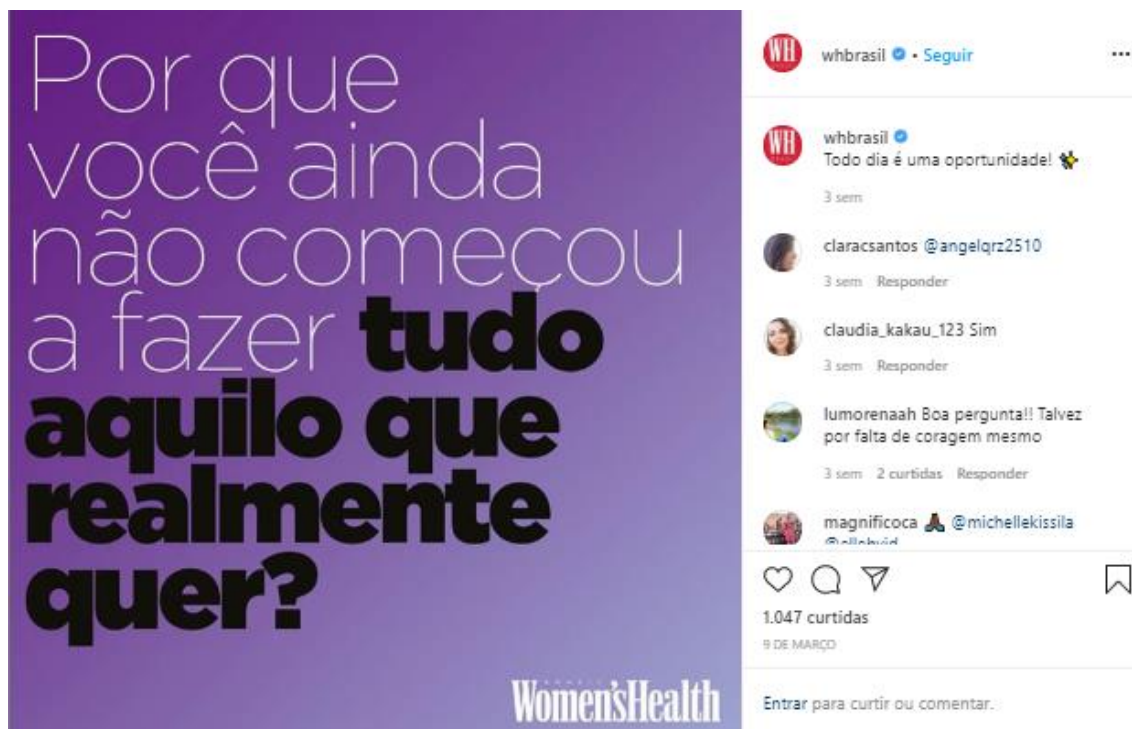 Por que
você ainda
não começou
a fazer tudo
aquilo que
realmente
quer?
Women'sHealth
WH
whbrasil • Seguir
WH
whbrasil
Todo dia é uma oportunidade!
3 sem
claracsantos @angelqrz2510
3 sem Responder
claudia_kakau_123 Sim
3 sem Responder
lumorenaah Boa pergunta!! Talvez
por falta de coragem mesmo
3 sem 2 curtidas Responder
magnificoca @michellekissila
1.047 curtidas
9 DE MARÇO
Entrar para curtir ou comentar.